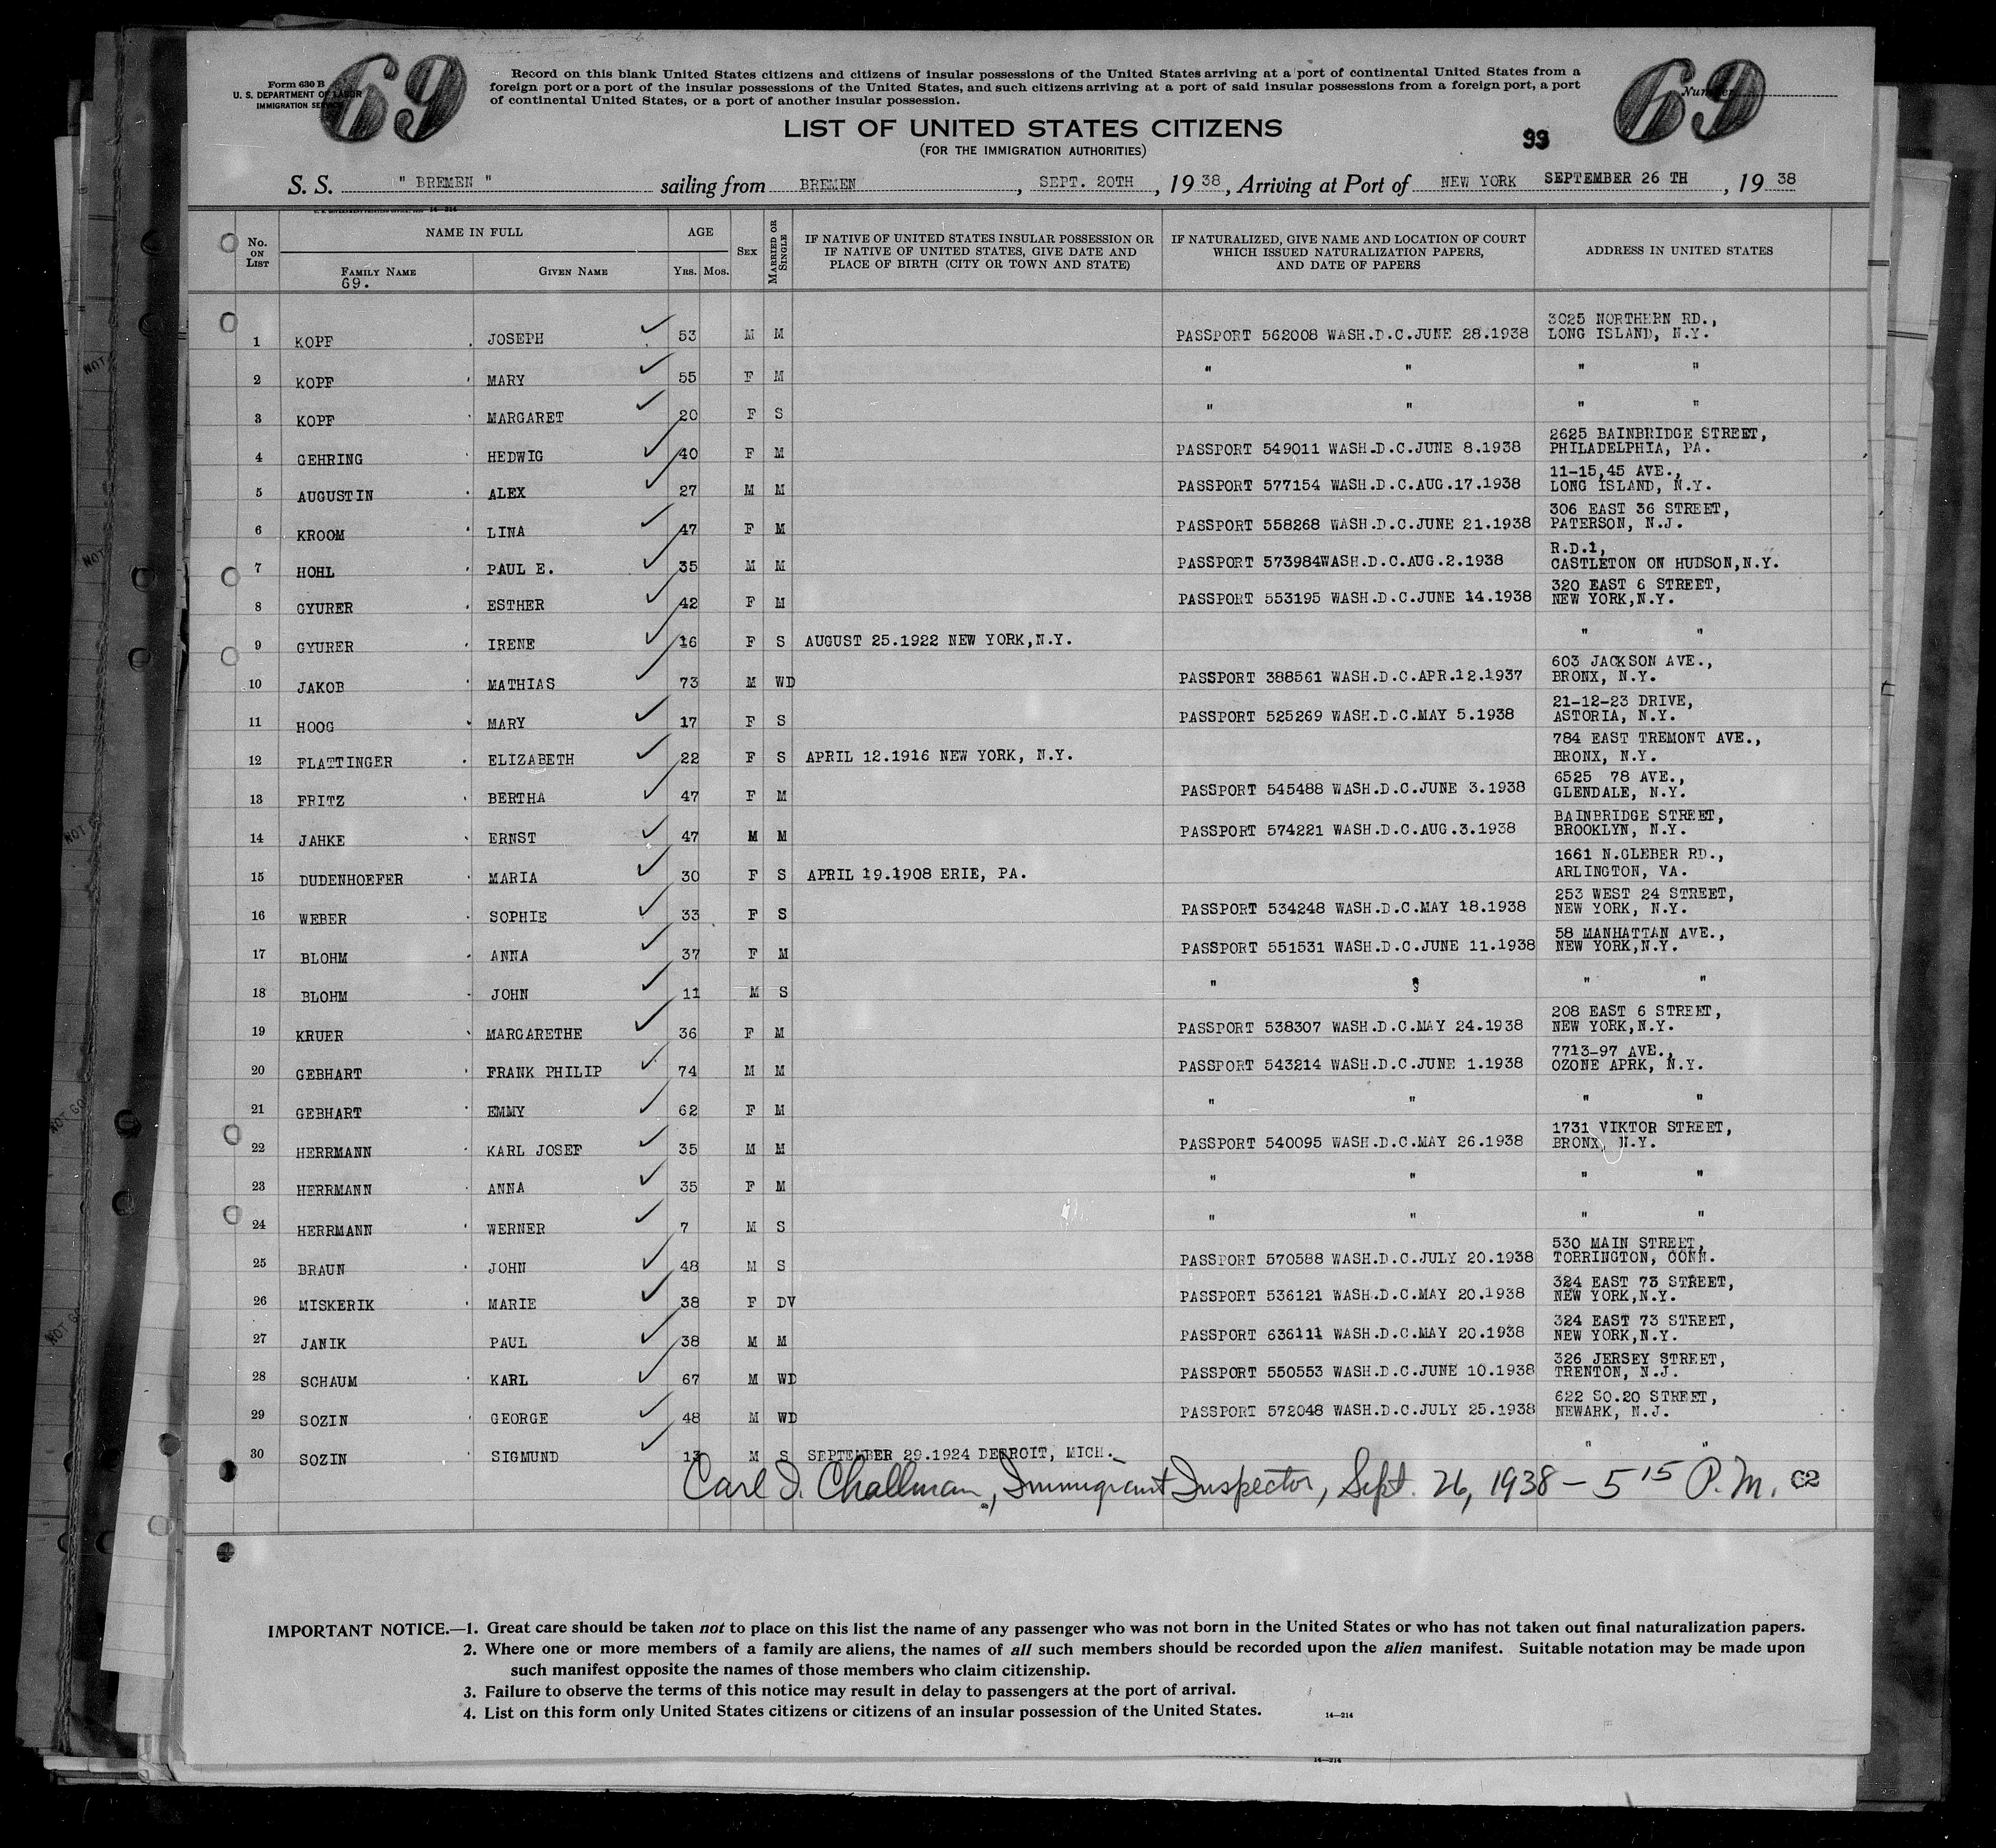 69
69
Form 630 B
U. S. DEPARTMENT OF LABOR
IMMIGRATION SERVICE
Record on this blank United States citizens and citizens of insular possessions of the United States arriving at a port of continental United States from a
foreign port or a port of the insular possessions of the United States, and such citizens arriving at a port of said insular possessions from a foreign port, a port
of continental United States, or a port of another insular possession.
Number
LIST OF UNITED STATES CITIZENS
(FOR THE IMMIGRATION AUTHORITIES)
99
S. S. " BREMEN " sailing from BREMEN, SEPT. 20TH, 19 38, Arriving at Port of NEW YORK SEPTEMBER 26 TH, 19 38
No. ON LIST
NAME IN FULL
FAMILY NAME
GIVEN NAME
69.
AGE
YRS. MOS.
SEX
MARRIED OR SINGLE
IF NATIVE OF UNITED STATES INSULAR POSSESSION OR IF NATIVE OF UNITED STATES, GIVE DATE AND PLACE OF BIRTH (CITY OR TOWN AND STATE)
IF NATURALIZED, GIVE NAME AND LOCATION OF COURT WHICH ISSUED NATURALIZATION PAPERS, AND DATE OF PAPERS
ADDRESS IN UNITED STATES
1 KOPF JOSEPH 53 M M PASSPORT 562008 WASH.D.C.JUNE 28.1938 3025 NORTHERN RD., LONG ISLAND, N.Y.
2 KOPF MARY 55 F M " " " "
3 KOPF MARGARET 20 F S " " " "
4 GEHRING HEDWIG 40 F M PASSPORT 549011 WASH.D.C.JUNE 8.1938 2625 BAINBRIDGE STREET, PHILADELPHIA, PA.
5 AUGUSTIN ALEX 27 M M PASSPORT 577154 WASH.D.C.AUG.17.1938 11-15,45 AVE., LONG ISLAND, N.Y.
6 KROOM LINA 47 F M PASSPORT 558268 WASH.D.C.JUNE 21.1938 306 EAST 36 STREET, PATERSON, N.J.
7 HOHL PAUL E. 35 M M PASSPORT 573984WASH.D.C.AUG.2.1938 R.D.1, CASTLETON ON HUDSON,N.Y.
8 GYURER ESTHER 42 F M PASSPORT 553195 WASH.D.C.JUNE 14.1938 320 EAST 6 STREET, NEW YORK,N.Y.
9 GYURER IRENE 16 F S AUGUST 25.1922 NEW YORK,N.Y. " "
10 JAKOB MATHIAS 73 M WD PASSPORT 388561 WASH.D.C.APR.12.1937 603 JACKSON AVE., BRONX, N.Y.
11 HOOG MARY 17 F S PASSPORT 525269 WASH.D.C.MAY 5.1938 21-12-23 DRIVE, ASTORIA, N.Y.
12 FLATTINGER ELIZABETH 22 F S APRIL 12.1916 NEW YORK, N.Y. 784 EAST TREMONT AVE., BRONX, N.Y.
13 FRITZ BERTHA 47 F M PASSPORT 545488 WASH.D.C.JUNE 3.1938 6525 78 AVE., GLENDALE, N.Y.
14 JAHKE ERNST 47 M M PASSPORT 574221 WASH.D.C.AUG.3.1938 BAINBRIDGE STREET, BROOKLYN, N.Y.
15 DUDENHOEFER MARIA 30 F S APRIL 19.1908 ERIE, PA. 1661 N.GLEBER RD., ARLINGTON, VA.
16 WEBER SOPHIE 33 F S PASSPORT 534248 WASH.D.C.MAY 18.1938 253 WEST 24 STREET, NEW YORK, N.Y.
17 BLOHM ANNA 37 F M PASSPORT 551531 WASH.D.C.JUNE 11.1938 58 MANHATTAN AVE., NEW YORK,N.Y.
18 BLOHM JOHN 11 M S " " " "
19 KRUER MARGARETHE 36 F M PASSPORT 538307 WASH.D.C.MAY 24.1938 208 EAST 6 STREET, NEW YORK,N.Y.
20 GEBHART FRANK PHILIP 74 M M PASSPORT 543214 WASH.D.C.JUNE 1.1938 7713-97 AVE., OZONE APRK, N.Y.
21 GEBHART EMMY 62 F M " " " "
22 HERRMANN KARL JOSEF 35 M M PASSPORT 540095 WASH.D.C.MAY 26.1938 1731 VIKTOR STREET, BRONX, N.Y.
23 HERRMANN ANNA 35 F M " " " "
24 HERRMANN WERNER 7 M S " " " "
25 BRAUN JOHN 48 M S PASSPORT 570588 WASH.D.C.JULY 20.1938 530 MAIN STREET, TORRINGTON, CONN.
26 MISKERIK MARIE 38 F DV PASSPORT 536121 WASH.D.C.MAY 20.1938 324 EAST 73 STREET, NEW YORK,N.Y.
27 JANIK PAUL 38 M M PASSPORT 636111 WASH.D.C.MAY 20.1938 324 EAST 73 STREET, NEW YORK,N.Y.
28 SCHAUM KARL 67 M WD PASSPORT 550553 WASH.D.C.JUNE 10.1938 326 JERSEY STREET, TRENTON, N.J.
29 SOZIN GEORGE 48 M WD PASSPORT 572048 WASH.D.C.JULY 25.1938 622 SO.20 STREET, NEWARK, N.J.
30 SOZIN SIGMUND 13 M S SEPTEMBER 29.1924 DETROIT, MICH. " "
Carl I. Challman, Immigrant Inspector, Sept. 26, 1938 - 5 15 P.M. C2
IMPORTANT NOTICE.—1. Great care should be taken not to place on this list the name of any passenger who was not born in the United States or who has not taken out final naturalization papers.
2. Where one or more members of a family are aliens, the names of all such members should be recorded upon the alien manifest. Suitable notation may be made upon
such manifest opposite the names of those members who claim citizenship.
3. Failure to observe the terms of this notice may result in delay to passengers at the port of arrival.
4. List on this form only United States citizens or citizens of an insular possession of the United States.
14—214
14—214